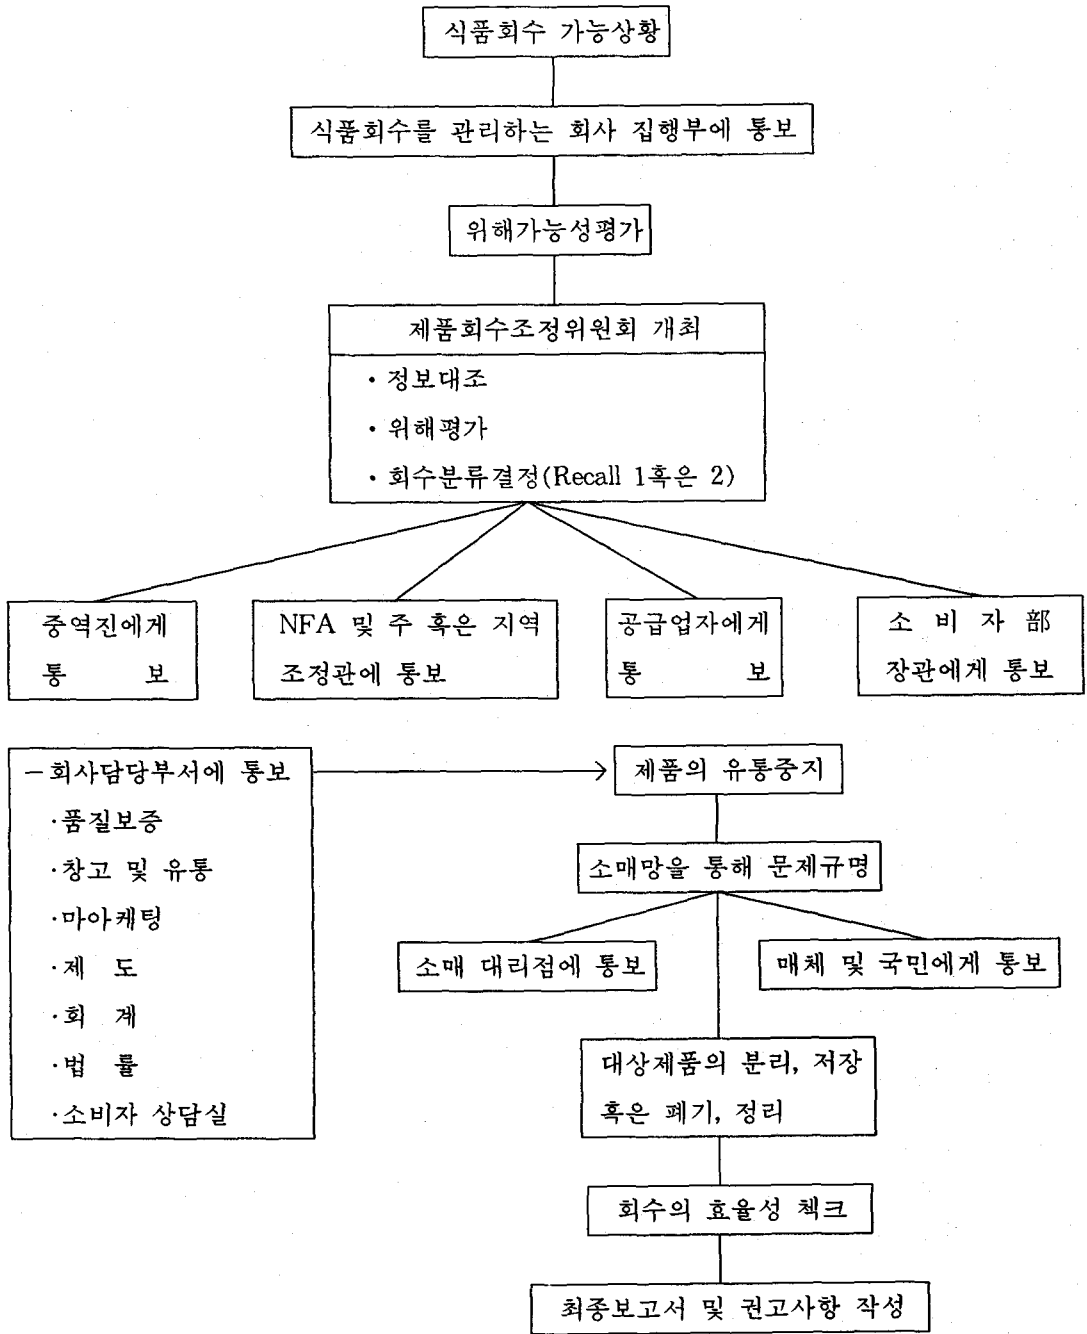 식품회수 가능상황
식품회수를 관리하는 회사 집행부에 통보
위해가능성평가
제품회수조정위원회 개최
· 정보대조
· 위해평가
· 회수분류결정(Recall 1혹은 2)
중역진에게
통 보
NFA 및 주 혹은 지역
조정관에 통보
공급업자에게
통 보
소 비 자 部
장관에게 통보
－회사담당부서에 통보
·품질보증
·창고 및 유통
·마아케팅
·제 도
·회 계
·법 률
·소비자 상담실
제품의 유통중지
소매망을 통해 문제규명
소매 대리점에 통보
매체 및 국민에게 통보
대상제품의 분리, 저장
혹은 폐기, 정리
회수의 효율성 첵크
최종보고서 및 권고사항 작성